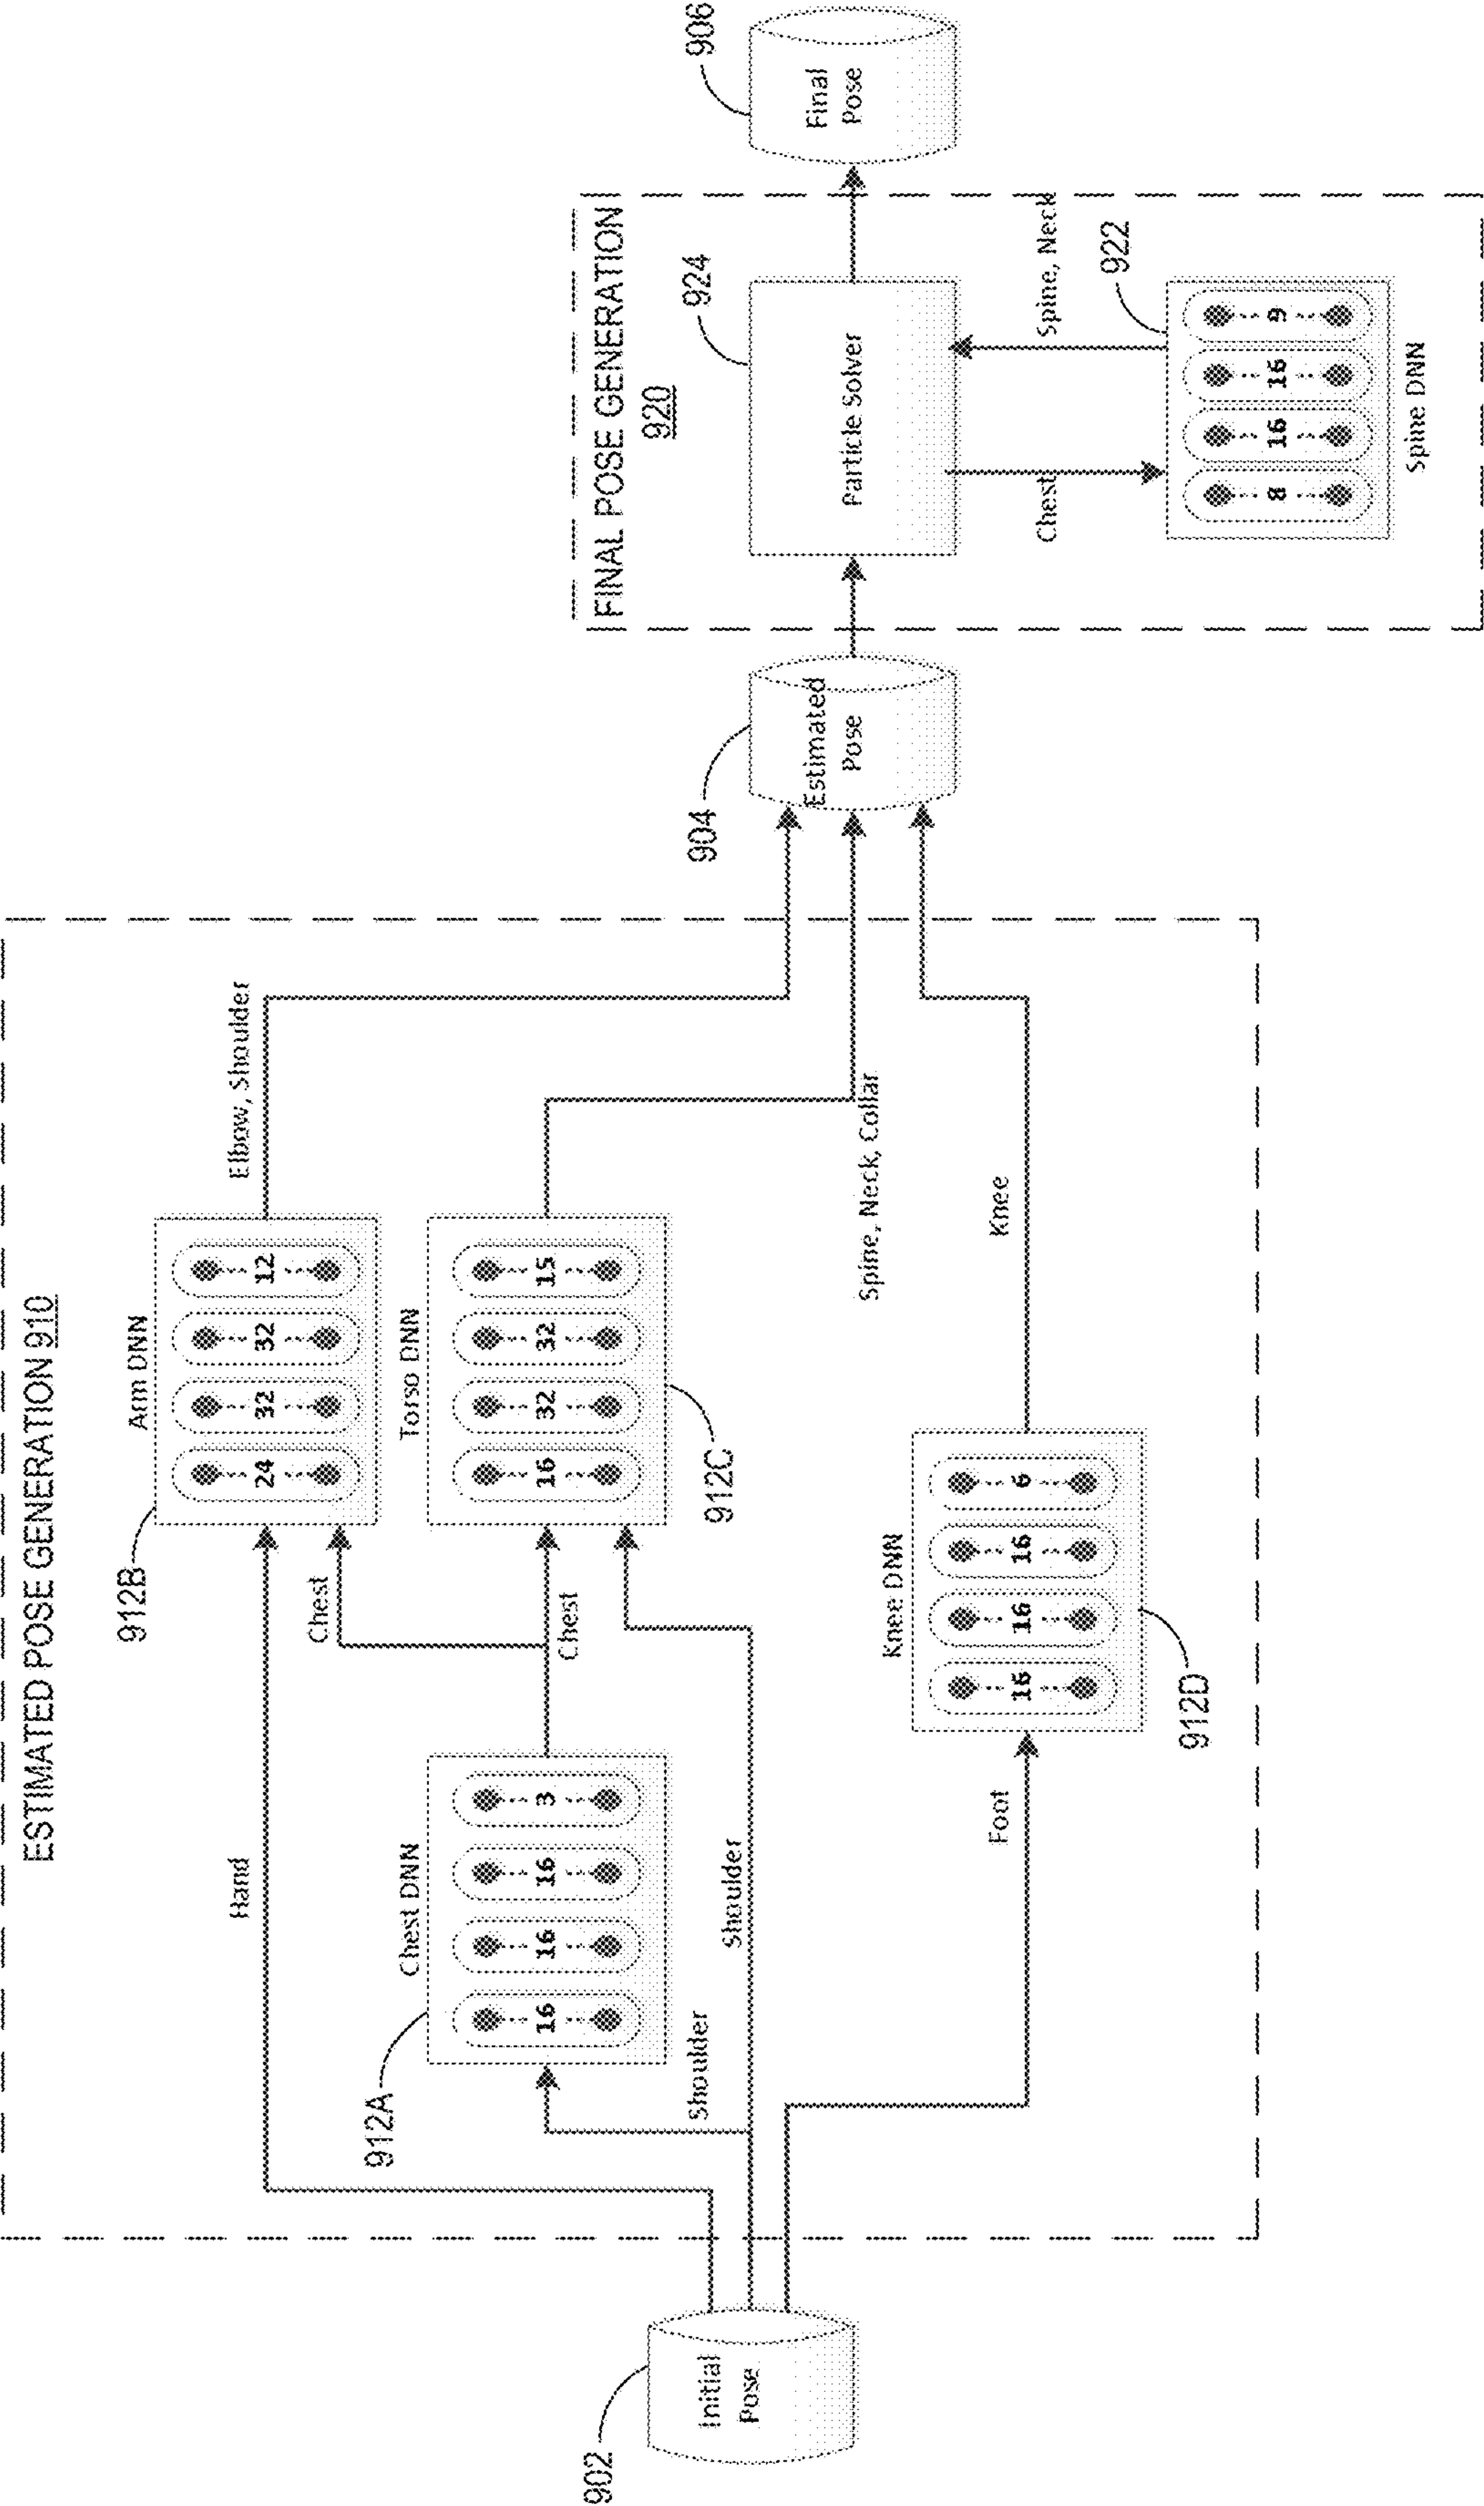 ESTIMATED POSE GENERATION 910
912B
Arm DNN
24
32
32
12
Hand
Elbow, Shoulder
Chest
912A
Chest DNN
16
16
16
3
Chest
Torso DNN
16
32
32
15
912C
Shoulder
Shoulder
Spine, Neck, Collar
902
Initial
Pose
Foot
Knee DNN
16
16
16
6
912D
Knee
904
Estimated
Pose
FINAL POSE GENERATION
920
924
Particle Solver
Chest
Spine, Neck
922
8
16
16
9
Spine DNN
906
Final
Pose